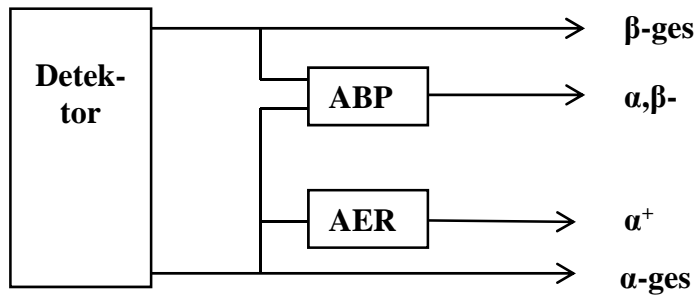 β-ges
Detek-
tor
ABP
α,β-
AER
α⁺
α-ges